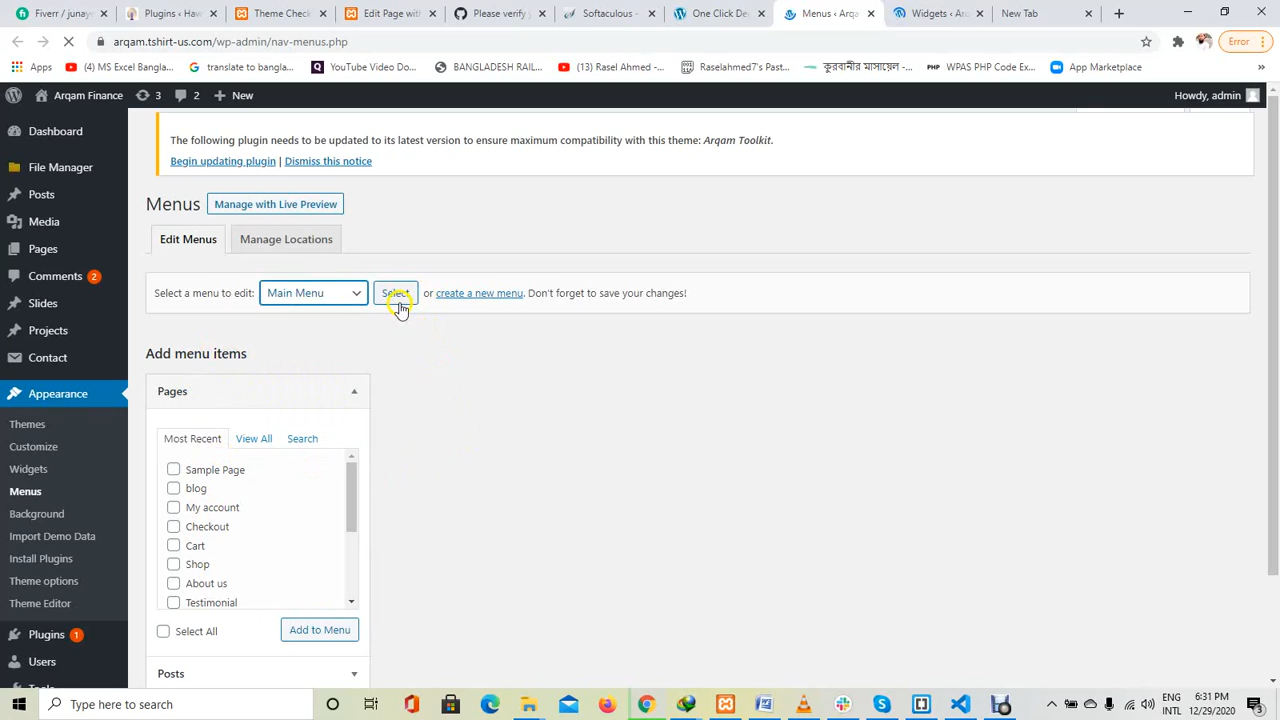 Fiverr / junayed
Plugins ‹ Haw
Theme Check
Edit Page with
Please verify y
Softaculous -
One Click De
Menus ‹ Arqa
Widgets ‹ Arc
New Tab
arqam.tshirt-us.com/wp-admin/nav-menus.php
Error
Apps
(4) MS Excel Bangla...
translate to bangla...
YouTube Video Do...
BANGLADESH RAIL...
(13) Rasel Ahmed -...
Raselahmed7's Past...
কুরবানীর মাসায়েল -...
WPAS PHP Code Ex...
App Marketplace
»
Arqam Finance
3
2
New
Howdy, admin
Dashboard
File Manager
Posts
Media
Pages
Comments 2
Slides
Projects
Contact
Appearance
Themes
Customize
Widgets
Menus
Background
Import Demo Data
Install Plugins
Theme options
Theme Editor
Plugins 1
Users
Tools
The following plugin needs to be updated to its latest version to ensure maximum compatibility with this theme: Arqam Toolkit.
Begin updating plugin | Dismiss this notice
Menus Manage with Live Preview
Edit Menus Manage Locations
Select a menu to edit: Main Menu Select or create a new menu. Don't forget to save your changes!
Add menu items
Pages
Most Recent View All Search
Sample Page
blog
My account
Checkout
Cart
Shop
About us
Testimonial
Select All Add to Menu
Posts
Type here to search
ENG
INTL
6:31 PM
12/29/2020
3